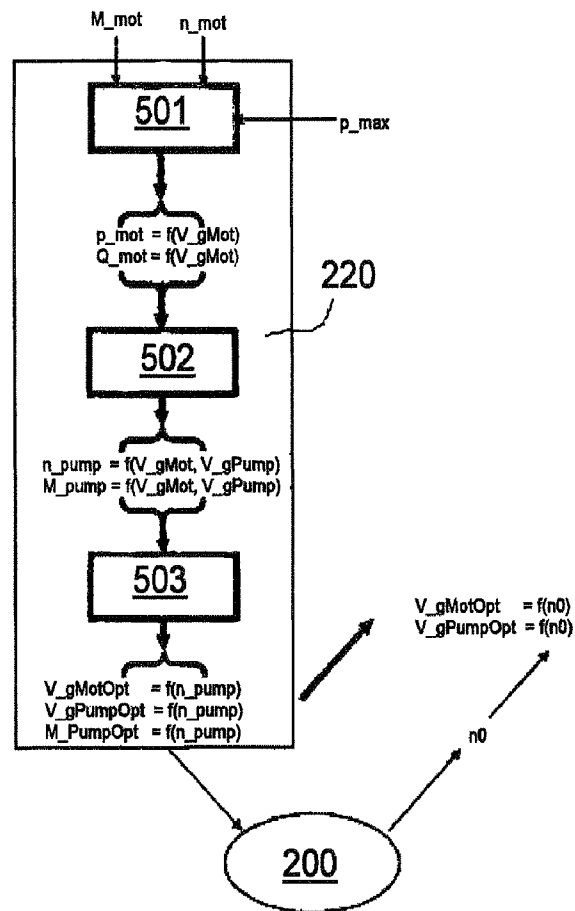 M_mot n_mot
501
p_max
p_mot = f(V_gMot)
Q_mot = f(V_gMot)
220
502
n_pump = f(V_gMot, V_gPump)
M_pump = f(V_gMot, V_gPump)
503
V_gMotOpt = f(n0)
V_gPumpOpt = f(n0)
V_gMotOpt = f(n_pump)
V_gPumpOpt = f(n_pump)
M_PumpOpt = f(n_pump)
n0
200